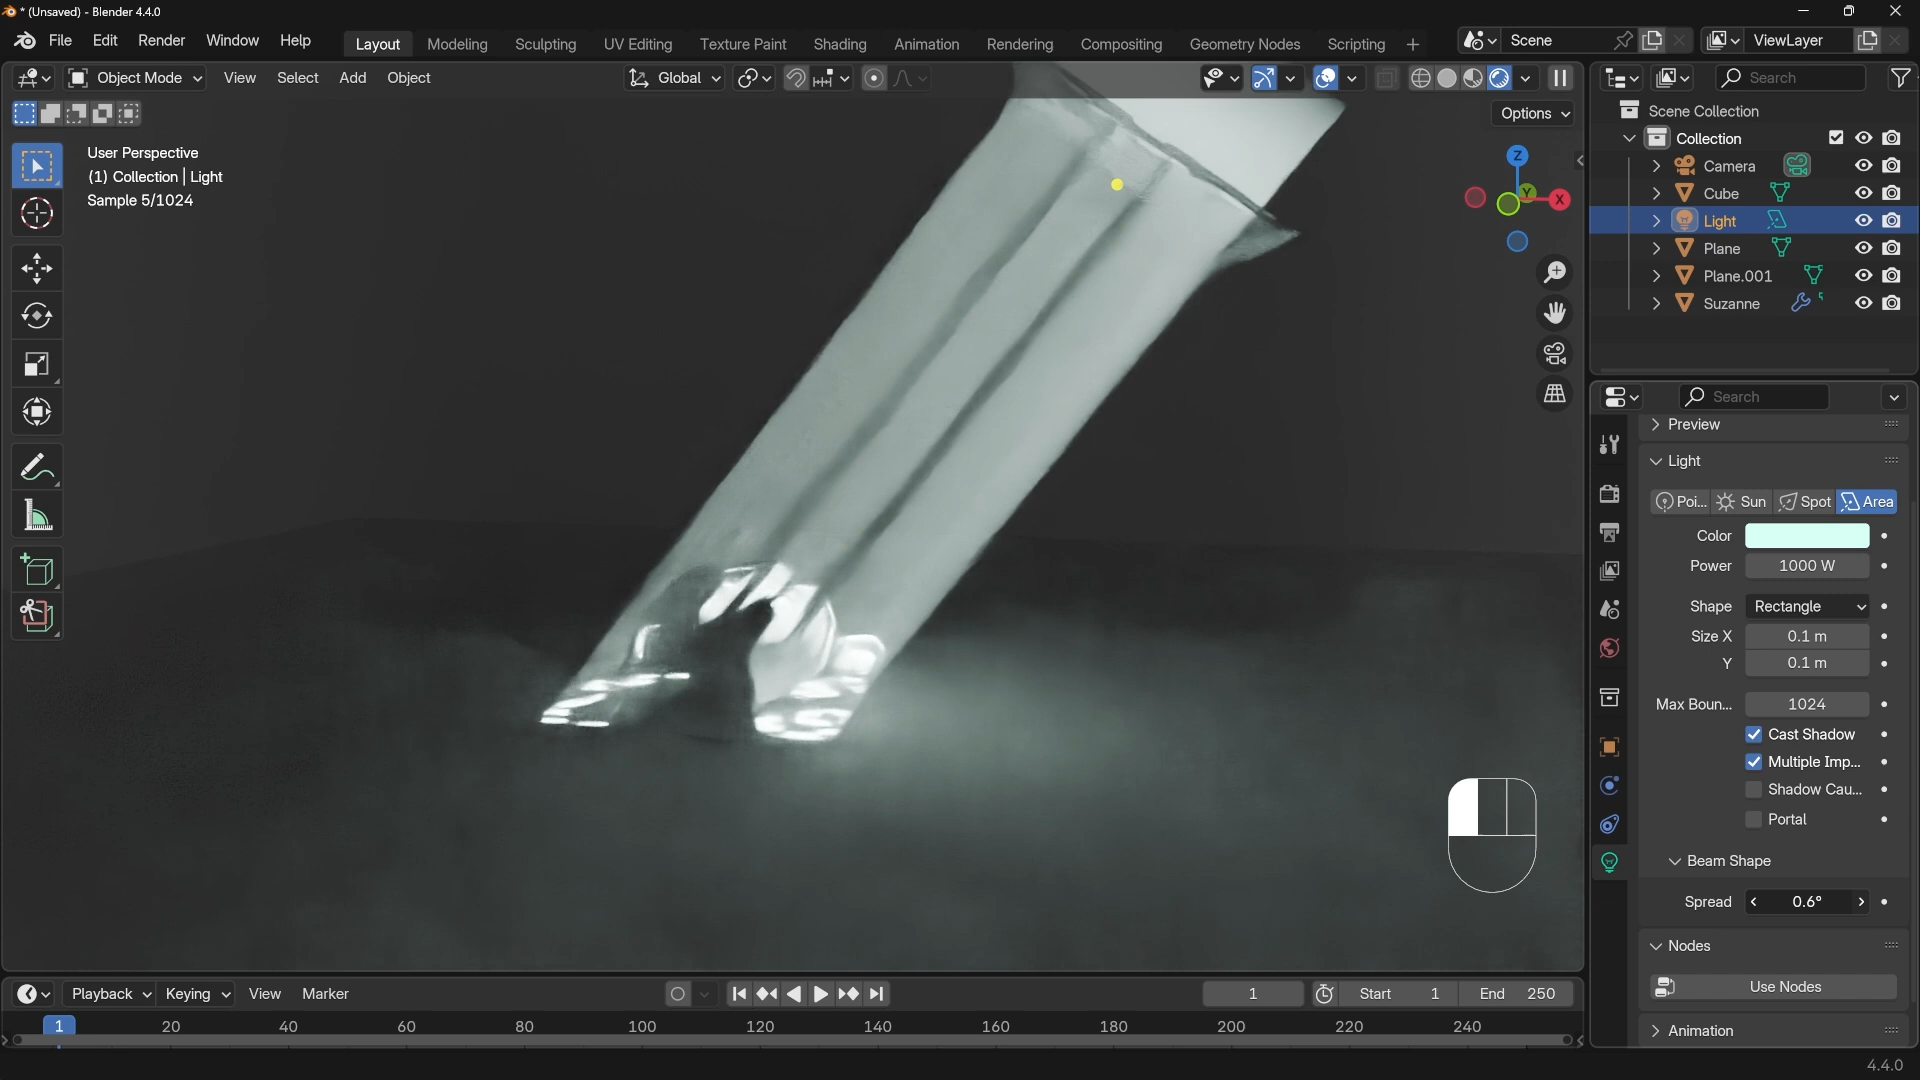 * (Unsaved) - Blender 4.4.0
File Edit Render Window Help
Layout Modeling Sculpting UV Editing Texture Paint Shading Animation Rendering Compositing Geometry Nodes Scripting +
Scene
ViewLayer
Object Mode View Select Add Object
Global
Search
Options
User Perspective
(1) Collection | Light
Sample 5/1024
Z
Y
X
Scene Collection
Collection
Camera
Cube
Light
Plane
Plane.001
Suzanne
Search
Preview
Light
Poi... Sun Spot Area
Color
Power 1000 W
Shape Rectangle
Size X 0.1 m
Y 0.1 m
Max Boun... 1024
Cast Shadow
Multiple Imp...
Shadow Cau...
Portal
Beam Shape
Spread 0.6°
Nodes
Use Nodes
Animation
Playback Keying View Marker
1
Start 1 End 250
1 20 40 60 80 100 120 140 160 180 200 220 240
4.4.0